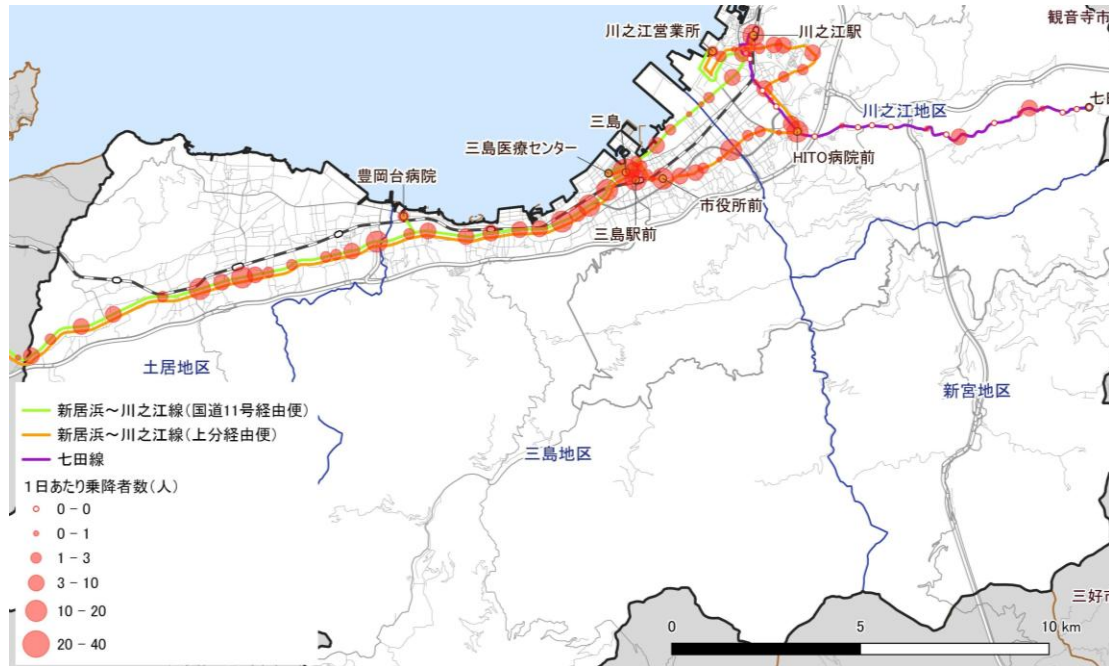 観音寺市
川之江営業所
川之江駅
七田
川之江地区
三島
三島医療センター
HITO病院前
豊岡台病院
市役所前
三島駅前
土居地区
新宮地区
三島地区
新居浜～川之江線(国道11号経由便)
新居浜～川之江線(上分経由便)
七田線
1日あたり乗降者数(人)
0 - 0
0 - 1
1 - 3
3 - 10
10 - 20
20 - 40
三好市
0 5 10 km